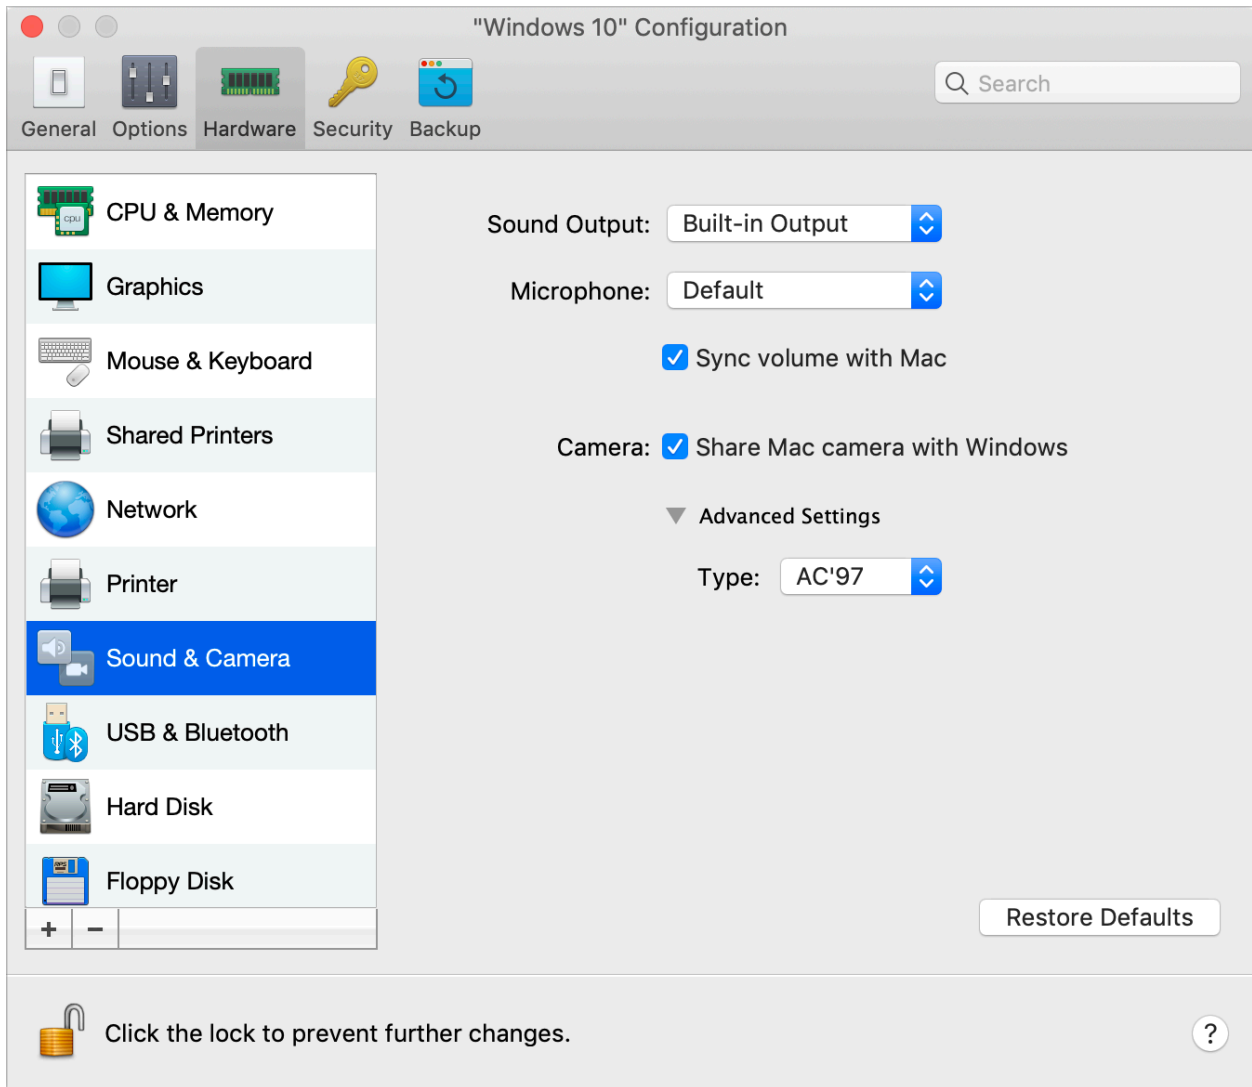 "Windows 10" Configuration
General Options Hardware Security Backup
Search
CPU & Memory
Graphics
Mouse & Keyboard
Shared Printers
Network
Printer
Sound & Camera
USB & Bluetooth
Hard Disk
Floppy Disk
+ −
Sound Output: Built-in Output
Microphone: Default
Sync volume with Mac
Camera: Share Mac camera with Windows
Advanced Settings
Type: AC'97
Restore Defaults
Click the lock to prevent further changes.
?